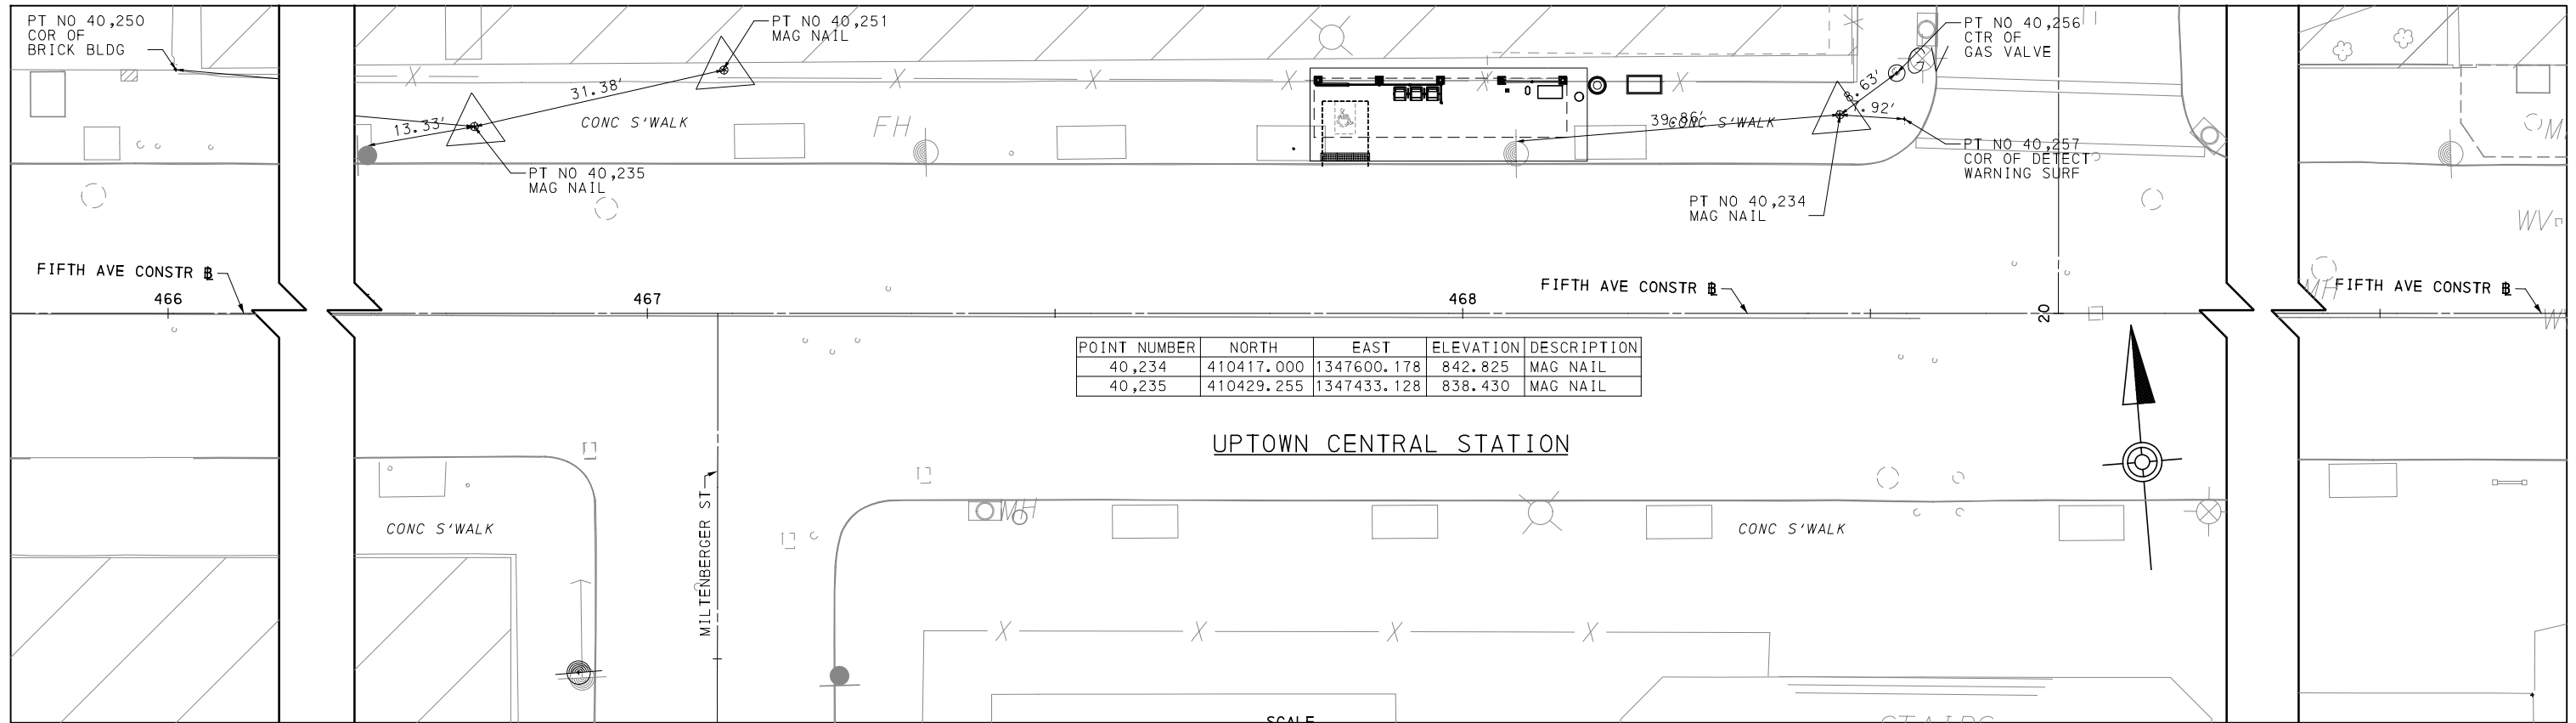 PT NO 40,250
COR OF
BRICK BLDG
PT NO 40,251
MAG NAIL
31.38'
13.33'
CONC S'WALK
PT NO 40,235
MAG NAIL
FH
39.86'
CONC S'WALK
PT NO 40,234
MAG NAIL
PT NO 40,256
CTR OF
GAS VALVE
GV
PT NO 40,257
COR OF DETECT
WARNING SURF
WV
MH
FIFTH AVE CONSTR
466
467
FIFTH AVE CONSTR
468
20
FIFTH AVE CONSTR
POINT NUMBER NORTH EAST ELEVATION DESCRIPTION
40,234 410417.000 1347600.178 842.825 MAG NAIL
40,235 410429.255 1347433.128 838.430 MAG NAIL
UPTOWN CENTRAL STATION
CONC S'WALK
MILTENBERGER ST
MH
CONC S'WALK
SCALE
STAIRS